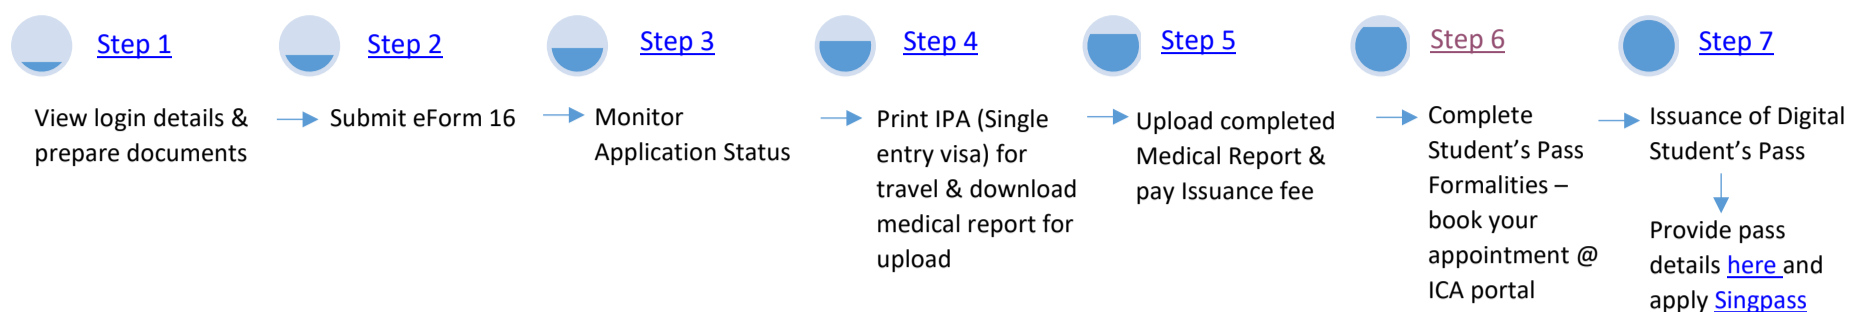 Step 1
View login details &
prepare documents
Step 2
Submit eForm 16
Step 3
Monitor
Application Status
Step 4
Print IPA (Single
entry visa) for
travel & download
medical report for
upload
Step 5
Upload completed
Medical Report &
pay Issuance fee
Step 6
Complete
Student’s Pass
Formalities –
book your
appointment @
ICA portal
Step 7
Issuance of Digital
Student’s Pass
Provide pass
details here and
apply Singpass